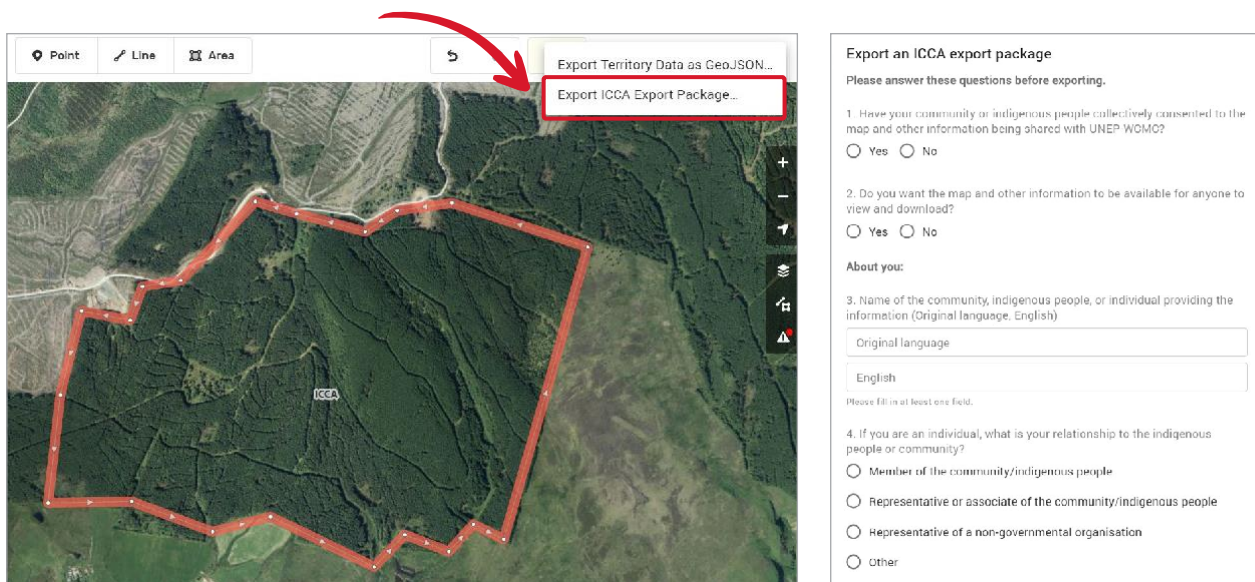 Point
Line
Area
Export Territory Data as GeoJSON...
Export ICCA Export Package...
ICCA
Export an ICCA export package
Please answer these questions before exporting.
1. Have your community or indigenous people collectively consented to the
map and other information being shared with UNEP WCMC?
Yes
No
2. Do you want the map and other information to be available for anyone to
view and download?
Yes
No
About you:
3. Name of the community, indigenous people, or individual providing the
information (Original language, English)
Original language
English
Please fill in at least one field.
4. If you are an individual, what is your relationship to the indigenous
people or community?
Member of the community/indigenous people
Representative or associate of the community/indigenous people
Representative of a non-governmental organisation
Other